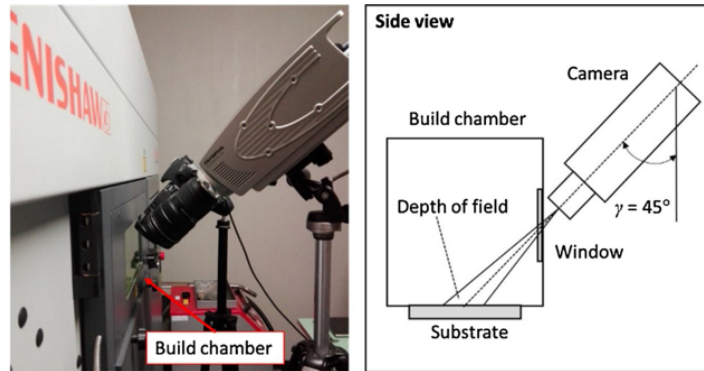 ENISHAW
Build chamber
Side view
Camera
Build chamber
Depth of field
γ = 45°
Window
Substrate